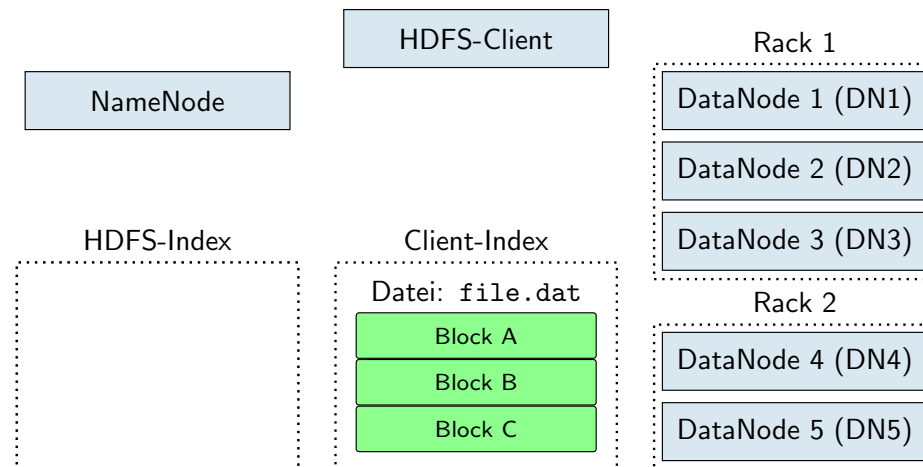 HDFS-Client
NameNode
Rack 1
DataNode 1 (DN1)
DataNode 2 (DN2)
DataNode 3 (DN3)
HDFS-Index
Client-Index
Datei: file.dat
Block A
Block B
Block C
Rack 2
DataNode 4 (DN4)
DataNode 5 (DN5)